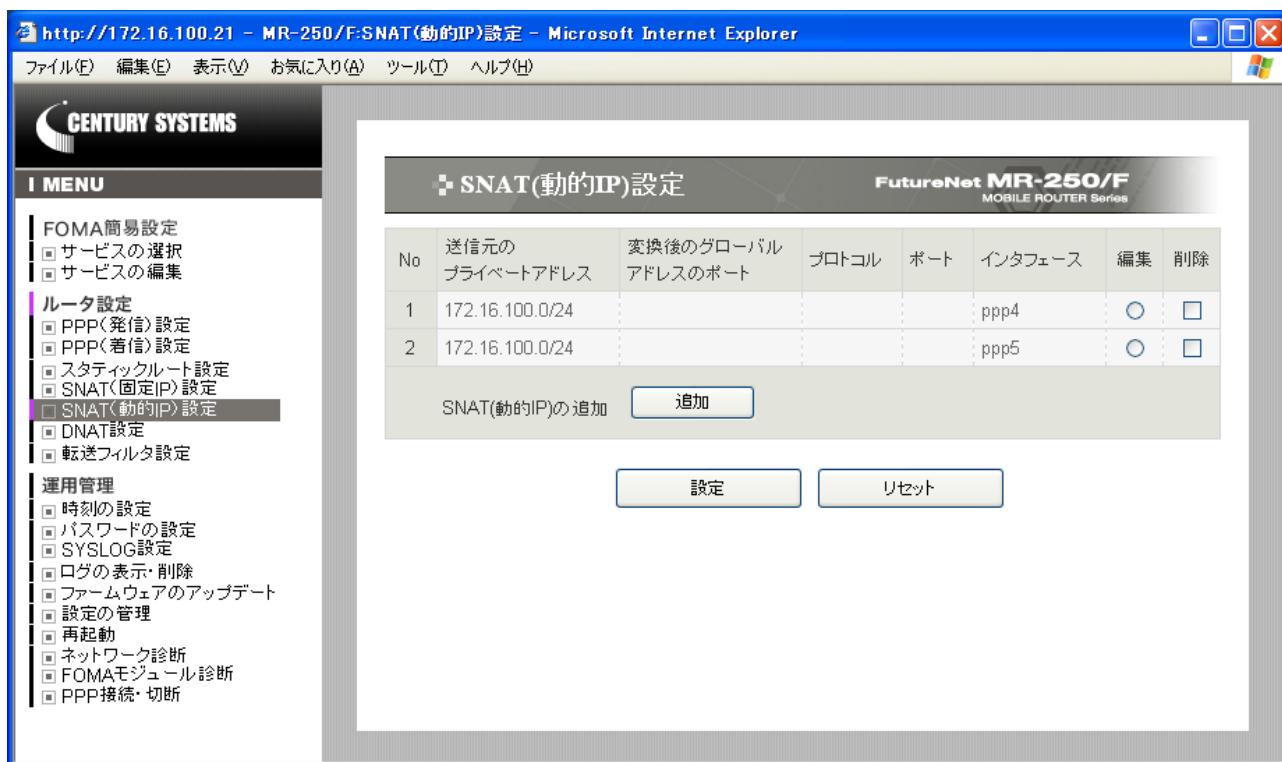 http://172.16.100.21 - MR-250/F:SNAT(動的IP)設定 - Microsoft Internet Explorer
ファイル(F) 編集(E) 表示(V) お気に入り(A) ツール(T) ヘルプ(H)
CENTURY SYSTEMS
MENU
FOMA簡易設定
サービスの選択
サービスの編集
ルータ設定
PPP(発信)設定
PPP(着信)設定
スタティックルート設定
SNAT(固定IP)設定
SNAT(動的IP)設定
DNAT設定
転送フィルタ設定
運用管理
時刻の設定
パスワードの設定
SYSLOG設定
ログの表示・削除
ファームウェアのアップデート
設定の管理
再起動
ネットワーク診断
FOMAモジュール診断
PPP接続・切断
SNAT(動的IP)設定
FutureNet MR-250/F
MOBILE ROUTER Series
No 送信元の プライベートアドレス 変換後のグローバル アドレスのポート プロトコル ポート インタフェース 編集 削除
1 172.16.100.0/24 ppp4
2 172.16.100.0/24 ppp5
SNAT(動的IP)の追加 追加
設定 リセット